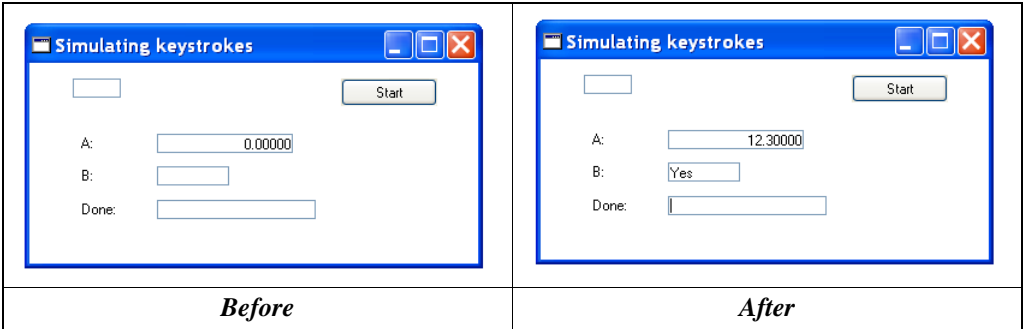 Simulating keystrokes
Start
A: 0.00000
B:
Done:
Before
Simulating keystrokes
Start
A: 12.30000
B: Yes
Done:
After